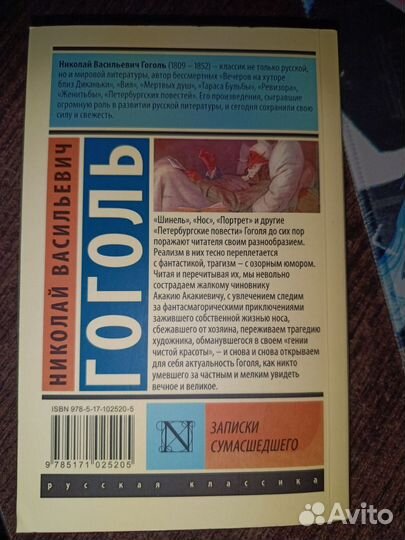 Николай Васильевич Гоголь (1809 – 1852) – классик не только русской,
но и мировой литературы, автор бессмертных «Вечеров на хуторе
близ Диканьки», «Вия», «Мертвых душ», «Тараса Бульбы», «Ревизора»,
«Женитьбы», «Петербургских повестей». Его произведения, сыгравшие
огромную роль в развитии русской литературы, и сегодня сохранили свою
силу и свежесть.
НИКОЛАЙ ВАСИЛЬЕВИЧ
ГОГОЛЬ
«Шинель», «Нос», «Портрет» и другие
«Петербургские повести» Гоголя до сих пор
поражают читателя своим разнообразием.
Реализм в них тесно переплетается
с фантастикой, трагизм – с озорным юмором.
Читая и перечитывая их, мы невольно
сострадаем жалкому чиновнику
Акакию Акакиевичу, с увлечением следим
за фантасмагорическими приключениями
зажившего собственной жизнью носа,
сбежавшего от хозяина, переживаем трагедию
художника, обманувшегося в своем «гении
чистой красоты», – и снова и снова открываем
для себя актуальность Гоголя, как никто
умевшего за частным и мелким увидеть
вечное и великое.
ISBN 978-5-17-102520-5
9 785171 025205
N
ЗАПИСКИ
СУМАСШЕДШЕГО
русская классика
Avito